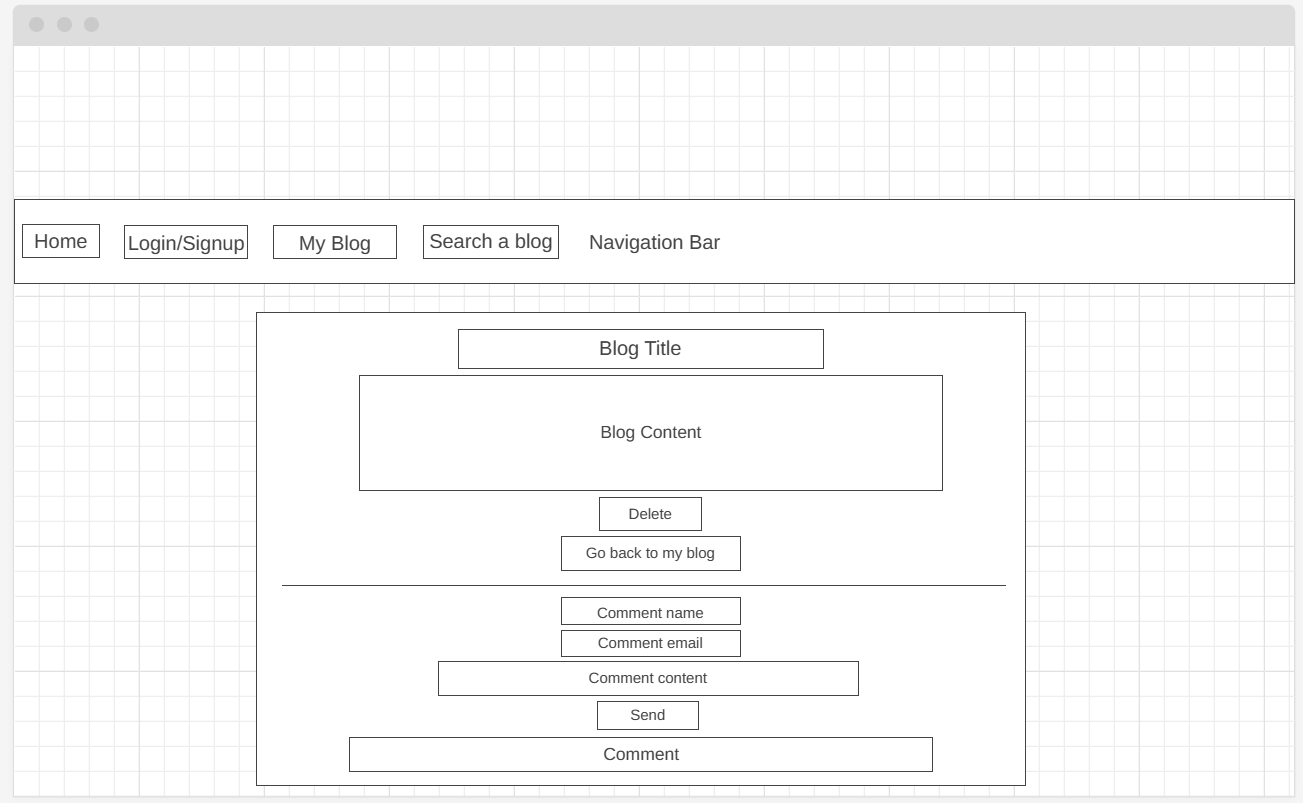 Home
Login/Signup
My Blog
Search a blog
Navigation Bar
Blog Title
Blog Content
Delete
Go back to my blog
Comment name
Comment email
Comment content
Send
Comment